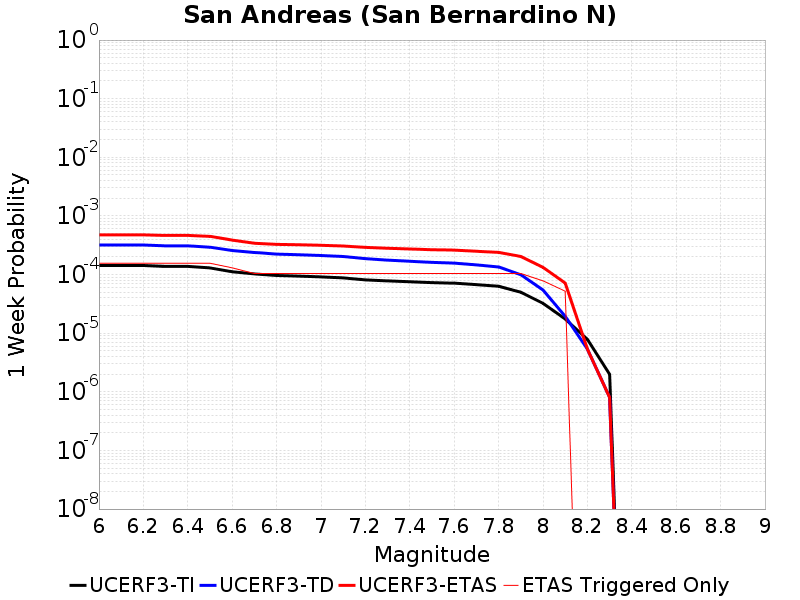 San Andreas (San Bernardino N)
1 Week Probability
10^0
10^-1
10^-2
10^-3
10^-4
10^-5
10^-6
10^-7
10^-8
6 6.2 6.4 6.6 6.8 7 7.2 7.4 7.6 7.8 8 8.2 8.4 8.6 8.8 9
Magnitude
UCERF3-TI UCERF3-TD UCERF3-ETAS ETAS Triggered Only